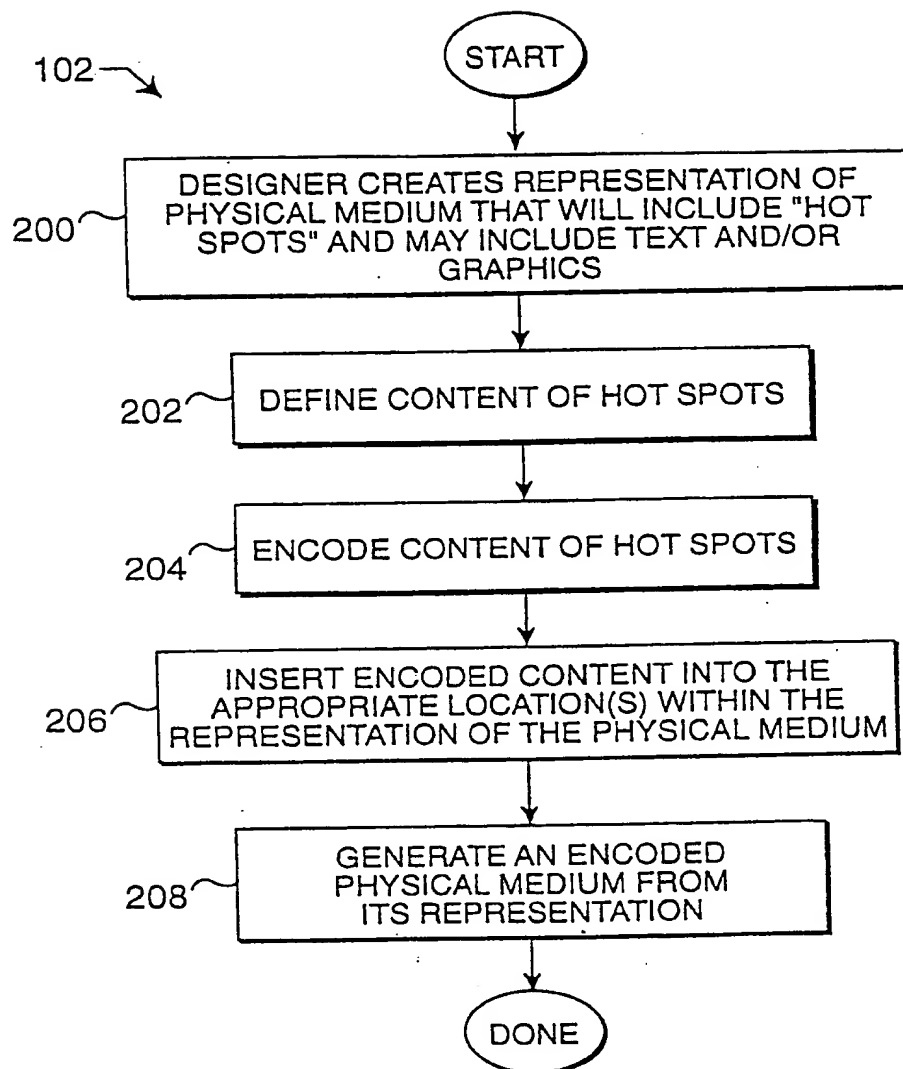 START
102
DESIGNER CREATES REPRESENTATION OF
PHYSICAL MEDIUM THAT WILL INCLUDE "HOT
SPOTS" AND MAY INCLUDE TEXT AND/OR
GRAPHICS
200
DEFINE CONTENT OF HOT SPOTS
202
ENCODE CONTENT OF HOT SPOTS
204
INSERT ENCODED CONTENT INTO THE
APPROPRIATE LOCATION(S) WITHIN THE
REPRESENTATION OF THE PHYSICAL MEDIUM
206
GENERATE AN ENCODED
PHYSICAL MEDIUM FROM
ITS REPRESENTATION
208
DONE